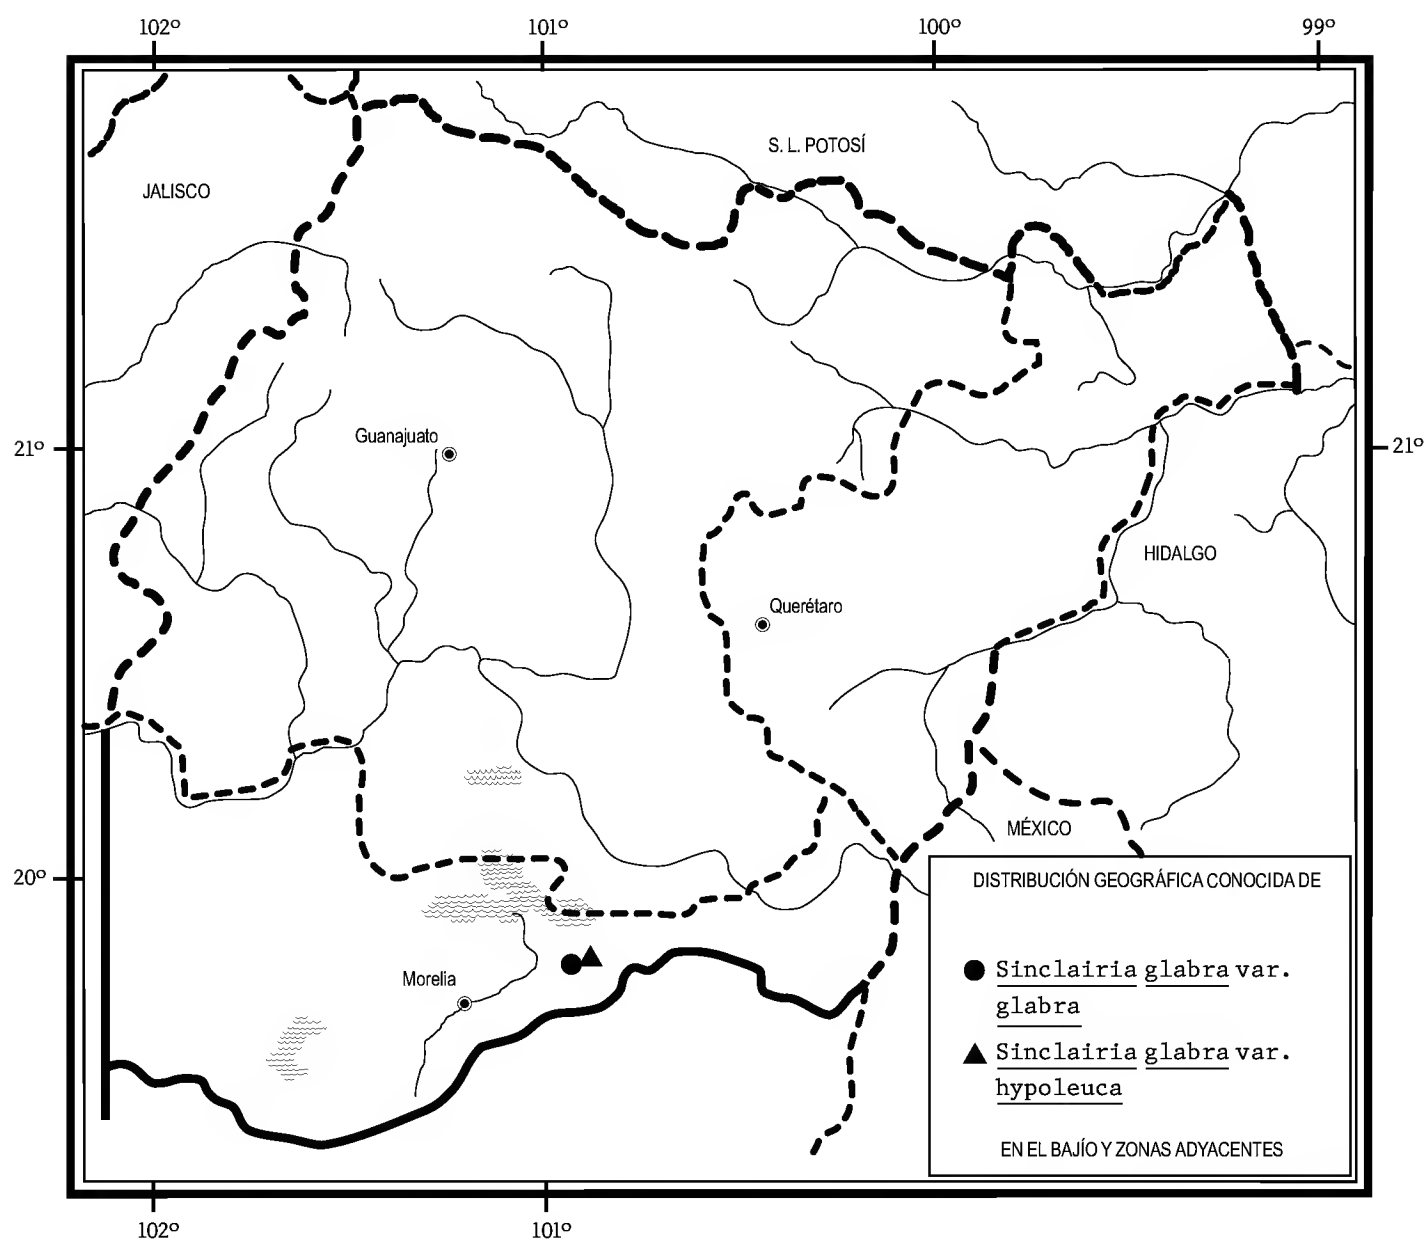 102º 101º 100º 99º
S. L. POTOSÍ
JALISCO
Guanajuato
21º
21º
HIDALGO
Querétaro
MÉXICO
20º
DISTRIBUCIÓN GEOGRÁFICA CONOCIDA DE
Sinclairia glabra var.
glabra
Sinclairia glabra var.
hypoleuca
EN EL BAJÍO Y ZONAS ADYACENTES
Morelia
102º 101º